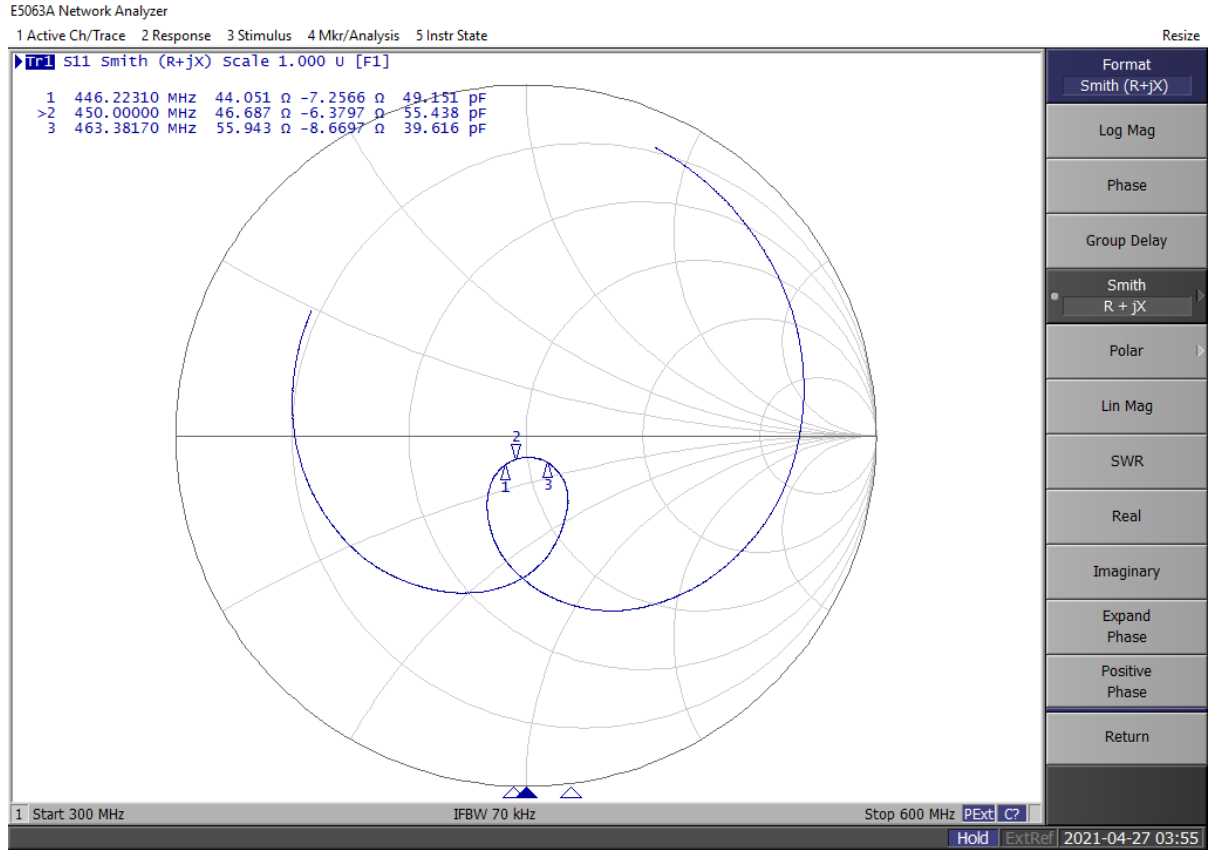 E5063A Network Analyzer
1 Active Ch/Trace 2 Response 3 Stimulus 4 Mkr/Analysis 5 Instr State Resize
Tr1 S11 Smith (R+jX) Scale 1.000 U [F1]
1 446.22310 MHz 44.051 Ω -7.2566 Ω 49.151 pF
>2 450.00000 MHz 46.687 Ω -6.3797 Ω 55.438 pF
3 463.38170 MHz 55.943 Ω -8.6697 Ω 39.616 pF
2
1
3
1 Start 300 MHz IFBW 70 kHz Stop 600 MHz PExt C?
Format
Smith (R+jX)
Log Mag
Phase
Group Delay
Smith
R + jX
Polar
Lin Mag
SWR
Real
Imaginary
Expand
Phase
Positive
Phase
Return
Hold ExtRef 2021-04-27 03:55